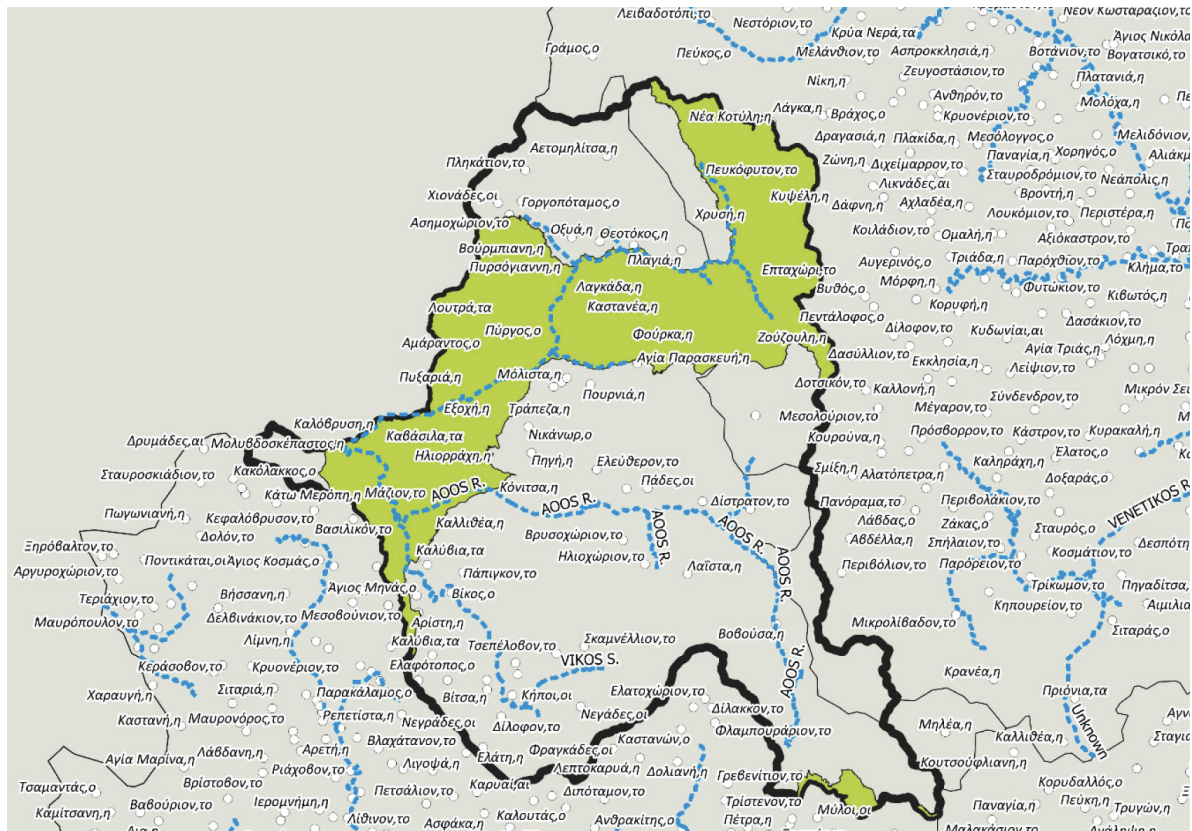 Λειβαδοτόπι,το
Νεστόριον,το
Κρύα Νερά,τα
Νέον Κωσταράζιον,το
Γράμος,ο
Πεύκος,ο
Μελάνθιον,το
Ασπροκκλησιά,η
Βοτάνιον,το
Άγιος Νικόλα
Βογατσικό,το
Νίκη,η
Ζευγοστάσιον,το
Πλατανιά,η
Νέα Κοτύλη,η
Λάγκα,η
Βράχος,ο
Ανθηρόν,το
Κρυονέριον,το
Μολόχα,η
Δραγασιά,η
Πλακίδα,η
Μεσόλογγος,ο
Μελιδόνιον,το
Αετομηλίτσα,η
Πληκάτιον,το
Πευκόφυτον,το
Ζώνη,η
Διχείμαρρον,το
Παναγία,η
Χορηγός,ο
Αλιάκμ
Σταυροδρόμιον,το
Νεάπολις,η
Χιονάδες,οι
Γοργοπόταμος,ο
Κυψέλη,η
Δάφνη,η
Λικνάδες,αι
Αχλαδέα,η
Βροντή,η
Ασημοχώριον,το
Οξυά,η
Θεοτόκος,η
Χρυσή,η
Κοιλάδιον,το
Λουκόμιον,το
Περιστέρα,η
Βούρμπιανη,η
Ομαλή,η
Αξιόκαστρον,το
Πυρσόγιαννη,η
Πλαγιά,η
Επταχώρι,το
Αυγερινός,ο
Τριάδα,η
Παρόχθιον,το
Κλήμα,το
Λαγκάδα,η
Βυθός,ο
Μόρφη,η
Φυτώκιον,το
Κιβωτός,η
Λουτρά,τα
Καστανέα,η
Πεντάλοφος,ο
Κορυφή,η
Πύργος,ο
Φούρκα,η
Ζούζουλη,η
Δίλοφον,το
Κυδωνίαι,αι
Δασάκιον,το
Λόχμη,η
Αμάραντος,ο
Αγία Παρασκευή,η
Δασύλλιον,το
Εκκλησία,η
Αγία Τριάς,η
Λείψιον,το
Πυξαριά,η
Μόλιστα,η
Πουρνιά,η
Δοτσικόν,το
Καλλονή,η
Σύνδενδρον,το
Μικρόν Σει
Εξοχή,η
Τράπεζα,η
Μεσολούριον,το
Μέγαρον,το
Καλόβρυση,η
Νικάνωρ,ο
Κουρούνα,η
Πρόσβορρον,το
Κάστρον,το
Κυρακαλή,η
Δρυμάδες,αι
Μολυβδοσκέπαστος,η
Καβάσιλα,τα
Ηλιορράχη,η
Πηγή,η
Ελεύθερον,το
Σμίξη,η
Αλατόπετρα,η
Καληράχη,η
Έλατος,ο
Σταυροσκιάδιον,το
Κακόλακκος,ο
Κόνιτσα,η
Πάδες,οι
Δοξαράς,ο
Κάτω Μερόπη,η
Μάζιον,το
AOOS R.
AOOS R.
Δίστρατον,το
Πανόραμα,το
Περιβολάκιον,το
VENETIKOS R.
Πωγωνιανή,η
Κεφαλόβρυσον,το
Βασιλικόν,το
Καλλιθέα,η
Λάβδας,ο
Ζάκας,ο
Σταυρός,ο
Δολόν,το
Βρυσοχώριον,το
AOOS R.
AOOS R.
Αβδέλλα,η
Σπήλαιον,το
Ξηρόβαλτον,το
Ποντικάται,οι
Άγιος Κοσμάς,ο
Καλύβια,τα
Ηλιοχώριον,το
Κοσμάτιον,το
Δεσπότη
Αργυροχώριον,το
Πάπιγκον,το
Λαΐστα,η
AOOS R.
Περιβόλιον,το
Παρόρειον,το
Τεριάχιον,το
Βήσσανη,η
Άγιος Μηνάς,ο
Βίκος,ο
Τρίκωμον,το
Πηγαδίτσα,η
Μαυρόπουλον,το
Δελβινάκιον,το
Μεσοβούνιον,το
Αρίστη,η
Βοβούσα,η
Μικρολίβαδον,το
Κηπουρείον,το
Αιμιλια
Λίμνη,η
Καλύβια,τα
Τσεπέλοβον,το
Σκαμνέλλιον,το
Σιταράς,ο
Κεράσοβον,το
Κρυονέριον,το
Ελαφότοπος,ο
VIKOS S.
AOOS R.
Κρανέα,η
Χαραυγή,η
Σιταριά,η
Παρακάλαμος,ο
Βίτσα,η
Κήποι,οι
Ελατοχώριον,το
Πριόνια,τα
Καστανή,η
Μαυρονόρος,το
Ρεπετίστα,η
Νεγράδες,οι
Δίλοφον,το
Νεγάδες,οι
Δίλακκον,το
Φλαμπουράριον,το
Μηλέα,η
Καλλιθέα,η
Unknown
Αγν
Σταγιά
Αγία Μαρίνα,η
Λάβδανη,η
Αρετή,η
Βλαχάτανον,το
Ελάτη,η
Φραγκάδες,οι
Καστανών,ο
Ριάχοβον,το
Λιγοψά,η
Λεπτοκαρυά,η
Δολιανή,η
Γρεβενίτιον,το
Κουτσούφλιανη,η
Τσαμαντάς,ο
Βρίστοβον,το
Πετσάλιον,το
Καρυαί,αι
Διπόταμον,το
Κορυδαλλός,ο
Καμίτσανη,η
Βαβούριον,το
Ιερομνήμη,η
Τρίστενον,το
Μύλοι,οι
Παναγία,η
Πεύκη,η
Τρυγών,η
Λίθινον,το
Ασφάκα,η
Καλουτάς,ο
Ανθρακίτης,ο
Πέτρα,η
Μαλακάσιον,το